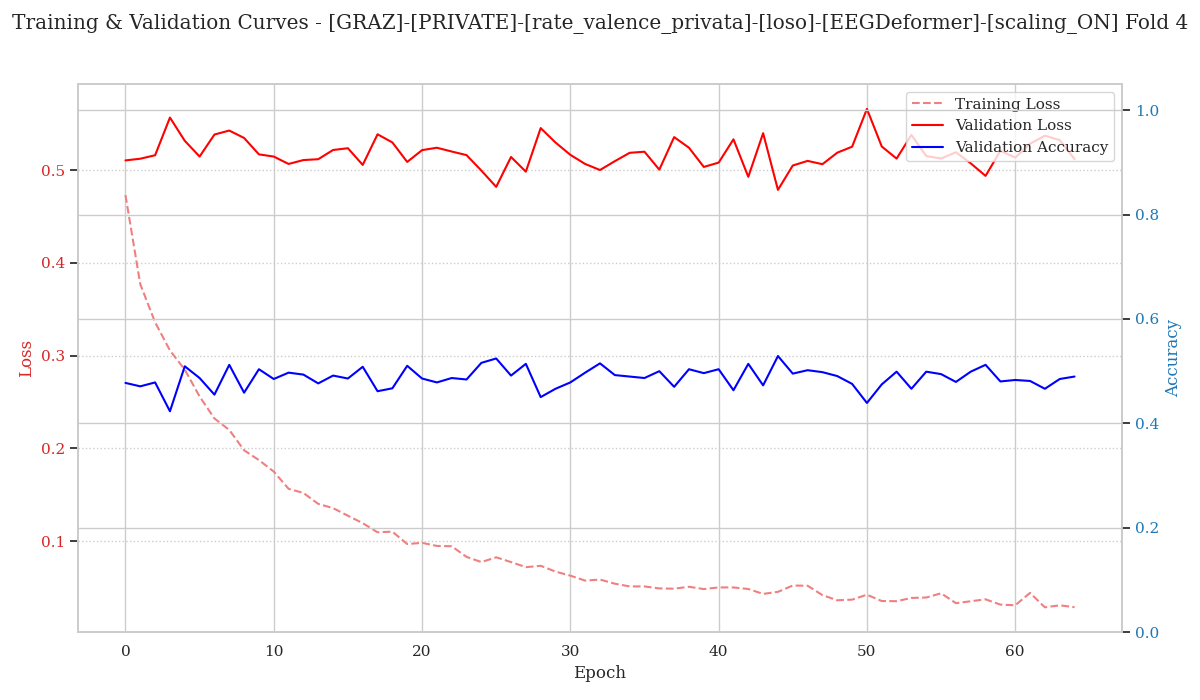 Training & Validation Curves - [GRAZ]-[PRIVATE]-[rate_valence_privata]-[loso]-[EEGDeformer]-[scaling_ON] Fold 4
Training Loss
Validation Loss
Validation Accuracy
1.0
0.8
0.6
0.4
0.2
0.0
Accuracy
0.5
0.4
0.3
0.2
0.1
Loss
0
10
20
30
40
50
60
Epoch